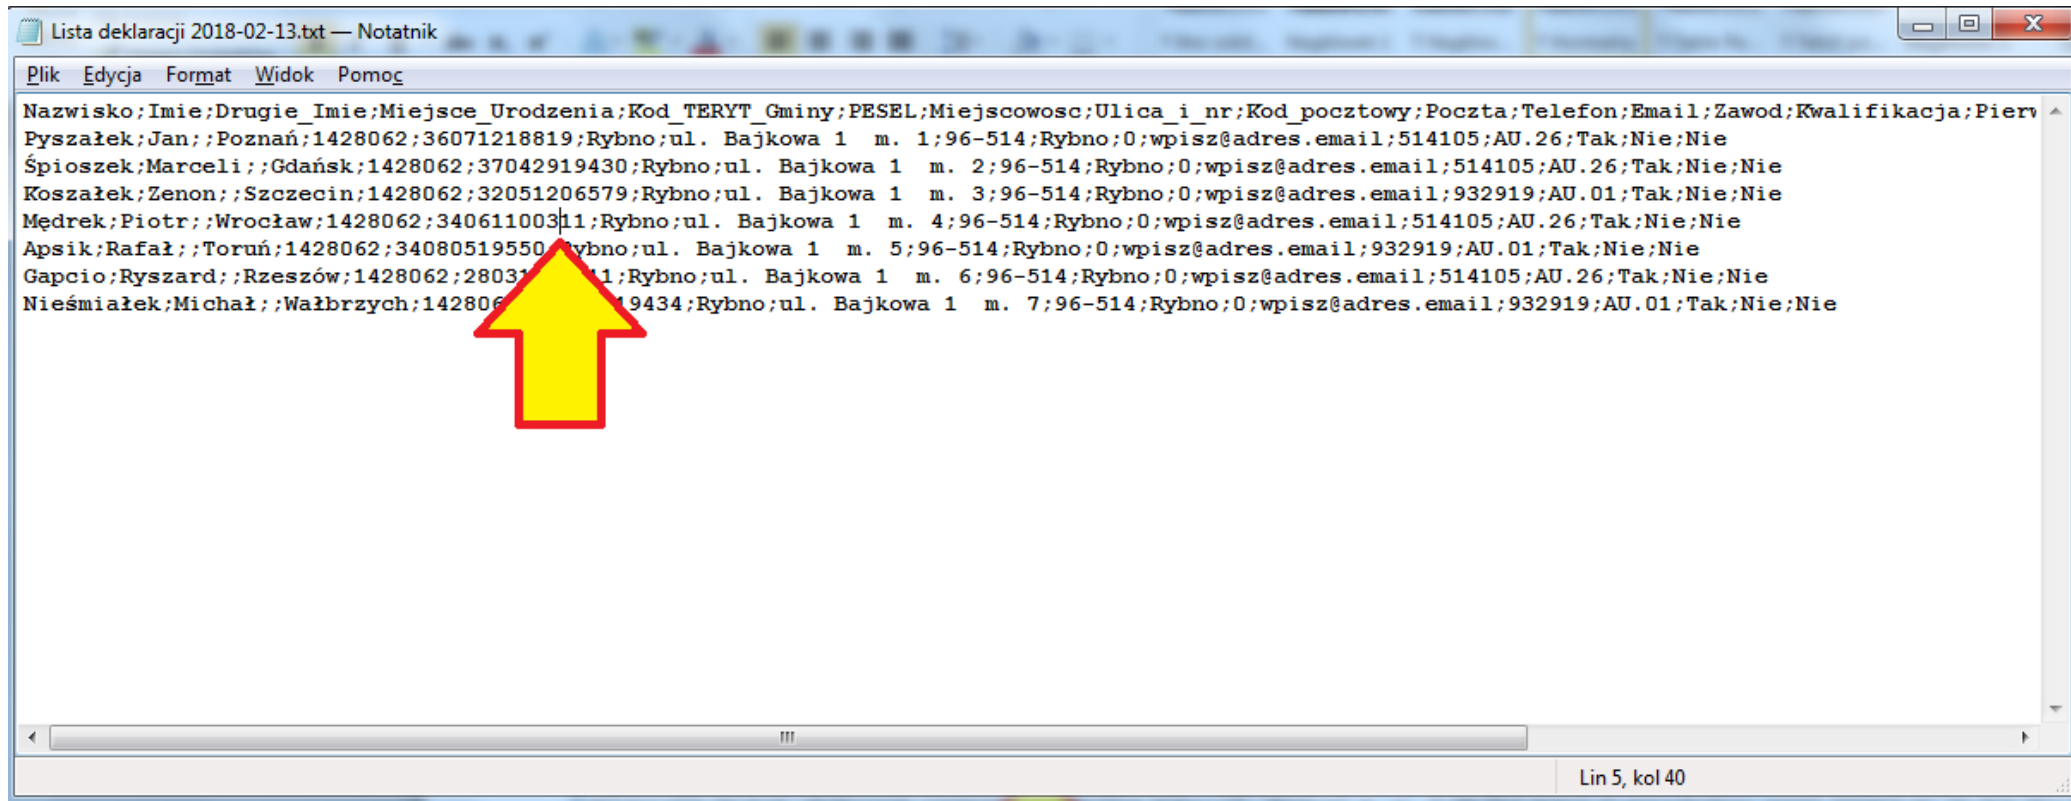 Lista deklaracji 2018-02-13.txt — Notatnik
Plik Edycja Format Widok Pomoc
Nazwisko;Imie;Drugie_Imie;Miejsce_Urodzenia;Kod_TERYT_Gminy;PESEL;Miejscowosc;Ulica_i_nr;Kod_pocztowy;Poczta;Telefon;Email;Zawod;Kwalifikacja;Pierw
Pyszałek;Jan;;Poznań;1428062;36071218819;Rybno;ul. Bajkowa 1  m. 1;96-514;Rybno;0;wpisz@adres.email;514105;AU.26;Tak;Nie;Nie
Śpioszek;Marceli;;Gdańsk;1428062;37042919430;Rybno;ul. Bajkowa 1  m. 2;96-514;Rybno;0;wpisz@adres.email;514105;AU.26;Tak;Nie;Nie
Koszałek;Zenon;;Szczecin;1428062;32051206579;Rybno;ul. Bajkowa 1  m. 3;96-514;Rybno;0;wpisz@adres.email;932919;AU.01;Tak;Nie;Nie
Mędrek;Piotr;;Wrocław;1428062;34061100311;Rybno;ul. Bajkowa 1  m. 4;96-514;Rybno;0;wpisz@adres.email;514105;AU.26;Tak;Nie;Nie
Apsik;Rafał;;Toruń;1428062;34080519550;Rybno;ul. Bajkowa 1  m. 5;96-514;Rybno;0;wpisz@adres.email;932919;AU.01;Tak;Nie;Nie
Gapcio;Ryszard;;Rzeszów;1428062;Rybno;ul. Bajkowa 1  m. 6;96-514;Rybno;0;wpisz@adres.email;514105;AU.26;Tak;Nie;Nie
Nieśmiałek;Michał;;Wałbrzych;Rybno;ul. Bajkowa 1  m. 7;96-514;Rybno;0;wpisz@adres.email;932919;AU.01;Tak;Nie;Nie
Lin 5, kol 40